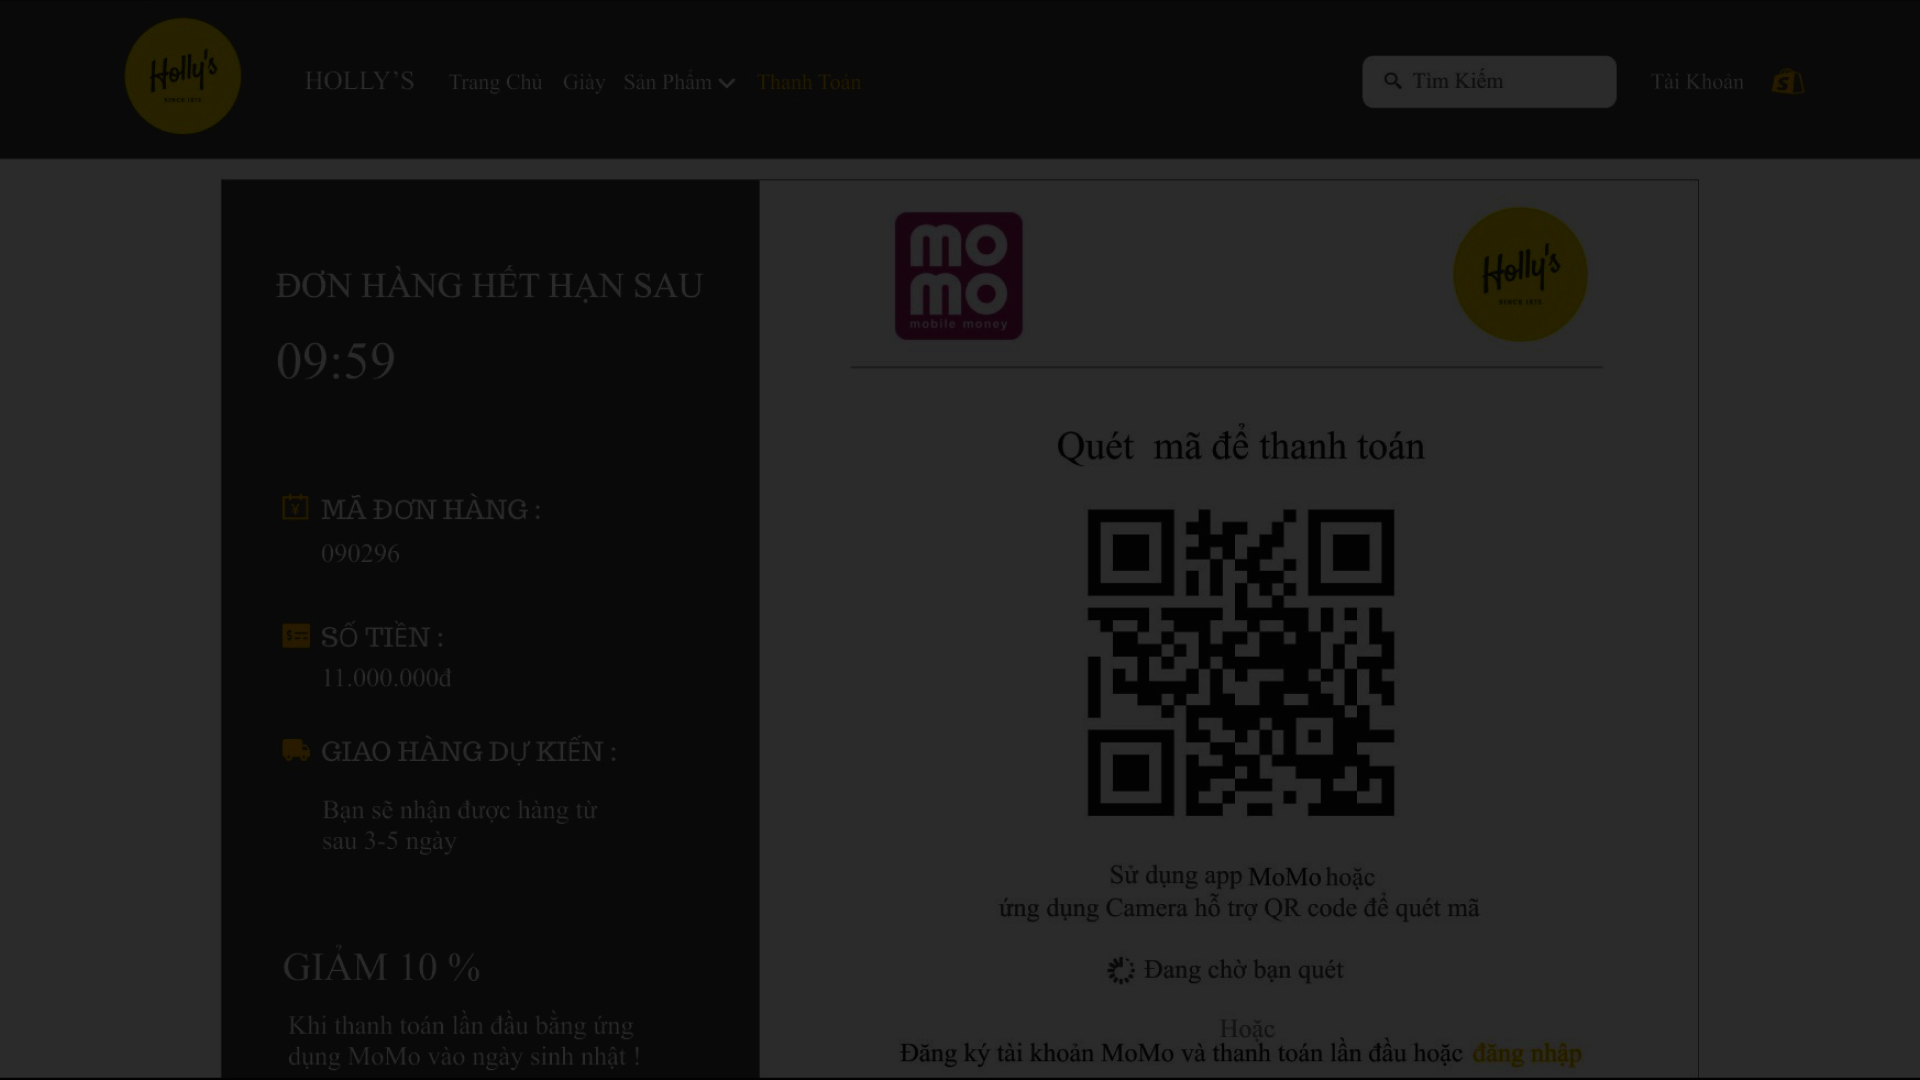 Holly's
SINCE 1975
HOLLY’S
Trang Chủ
Giày
Sản Phẩm
Thanh Toán
Tìm Kiếm
Tài Khoản
ĐƠN HÀNG HẾT HẠN SAU
09:59
MÃ ĐƠN HÀNG :
090296
SỐ TIỀN :
11.000.000đ
GIAO HÀNG DỰ KIẾN :
Bạn sẽ nhận được hàng từ
sau 3-5 ngày
GIẢM 10 %
Khi thanh toán lần đầu bằng ứng
dụng MoMo vào ngày sinh nhật !
mo
mo
mobile money
Holly's
SINCE 1975
Quét mã để thanh toán
Sử dụng app MoMo hoặc
ứng dụng Camera hỗ trợ QR code để quét mã
Đang chờ bạn quét
Hoặc
Đăng ký tài khoản MoMo và thanh toán lần đầu hoặc đăng nhập